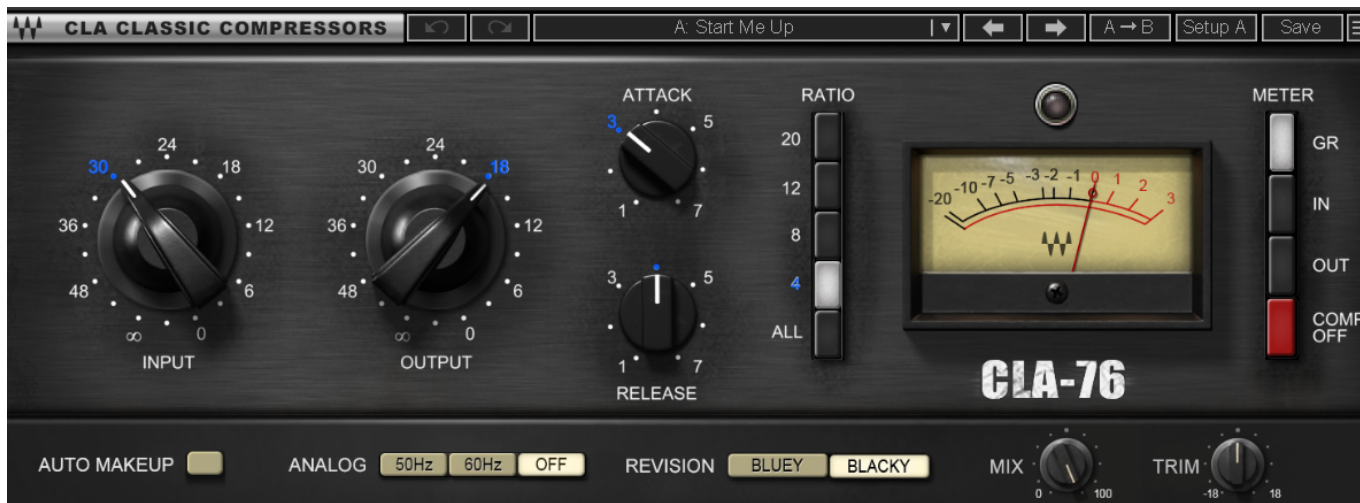 CLA CLASSIC COMPRESSORS A: Start Me Up A→B Setup A Save
ATTACK RATIO METER
3 5 1 7
30 24 18 36 12 48 6 ∞ 0
INPUT
30 24 18 36 12 48 6 ∞ 0
OUTPUT
3 5 1 7
RELEASE
20
12
8
4
ALL
-20 -10 -7 -5 -3 -2 -1 0 1 2 3
GR
IN
OUT
COMP
OFF
CLA-76
AUTO MAKEUP ANALOG 50Hz 60Hz OFF REVISION BLUEY BLACKY MIX 0 100 TRIM -18 18